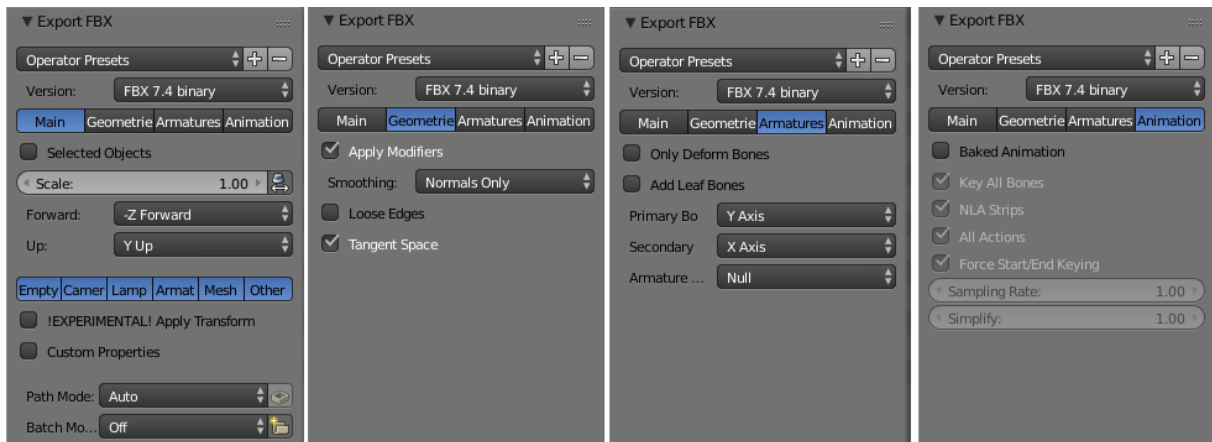 Export FBX
Operator Presets
Version: FBX 7.4 binary
Main Geometrie Armatures Animation
Selected Objects
Scale: 1.00
Forward: -Z Forward
Up: Y Up
Empty Camer Lamp Armat Mesh Other
!EXPERIMENTAL! Apply Transform
Custom Properties
Path Mode: Auto
Batch Mo... Off
Export FBX
Operator Presets
Version: FBX 7.4 binary
Main Geometrie Armatures Animation
Apply Modifiers
Smoothing: Normals Only
Loose Edges
Tangent Space
Export FBX
Operator Presets
Version: FBX 7.4 binary
Main Geometrie Armatures Animation
Only Deform Bones
Add Leaf Bones
Primary Bo Y Axis
Secondary X Axis
Armature ... Null
Export FBX
Operator Presets
Version: FBX 7.4 binary
Main Geometrie Armatures Animation
Baked Animation
Key All Bones
NLA Strips
All Actions
Force Start/End Keying
Sampling Rate: 1.00
Simplify: 1.00